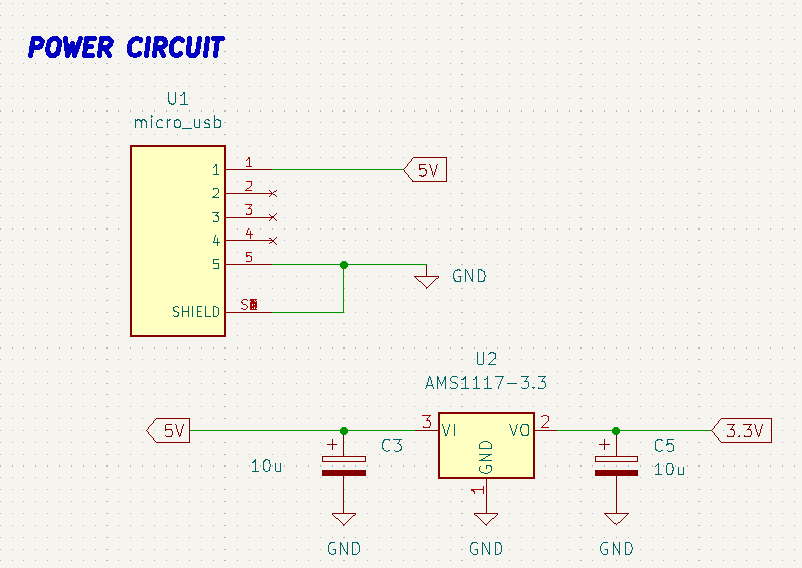 POWER CIRCUIT
U1
micro_usb
1 1 5V
2 2
3 3
4 4
5 5
GND
SHIELD
U2
AMS1117-3.3
5V 3 VI VO 2 3.3V
+ C3 + C5
10u GND 10u
1
GND GND GND